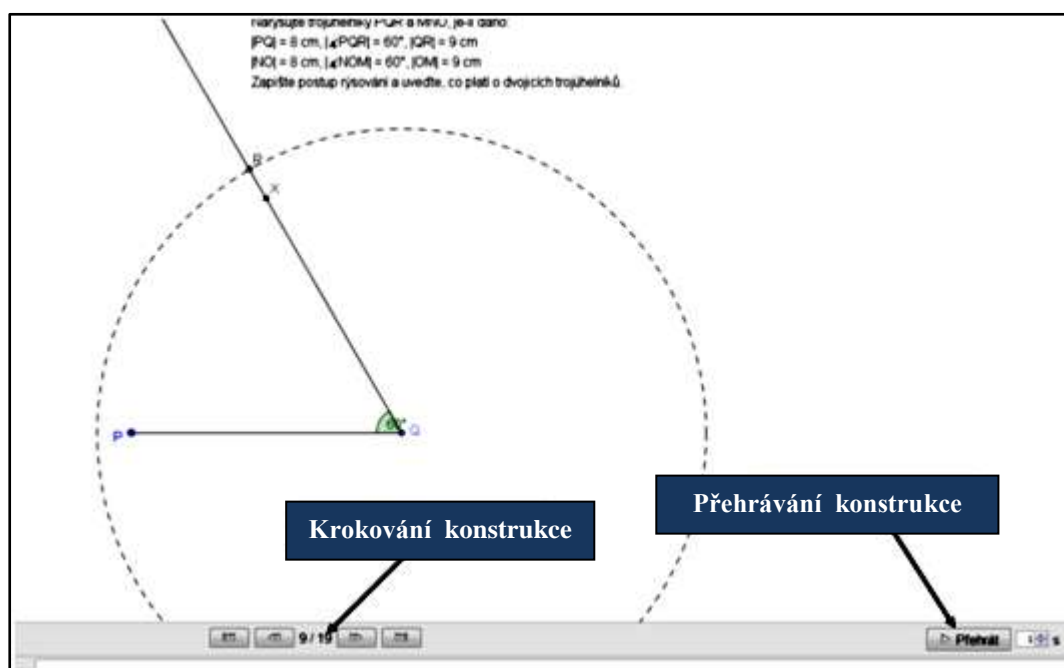 Narýsujte trojúhelníky PQR a MNO, je-li dáno:
|PQ| = 8 cm, |∡PQR| = 60°, |QR| = 9 cm
|NO| = 8 cm, |∡NOM| = 60°, |OM| = 9 cm
Zapište postup rýsování a uveďte, co platí o dvojicích trojúhelníků.
R
X
60°
P
Q
Přehrávání konstrukce
Krokování konstrukce
9 / 19
Přehrát
s